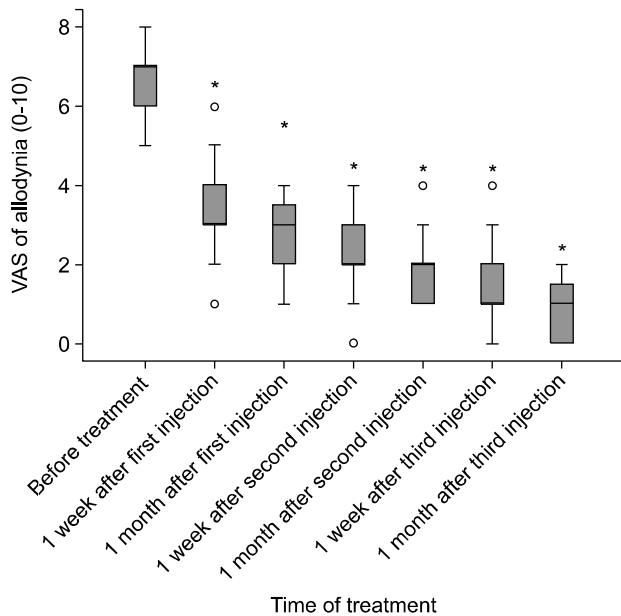 VAS of allodynia (0-10)
8
6
4
2
0
*
*
*
*
*
*
Before treatment
1 week after first injection
1 month after first injection
1 week after second injection
1 month after second injection
1 week after third injection
1 month after third injection
Time of treatment